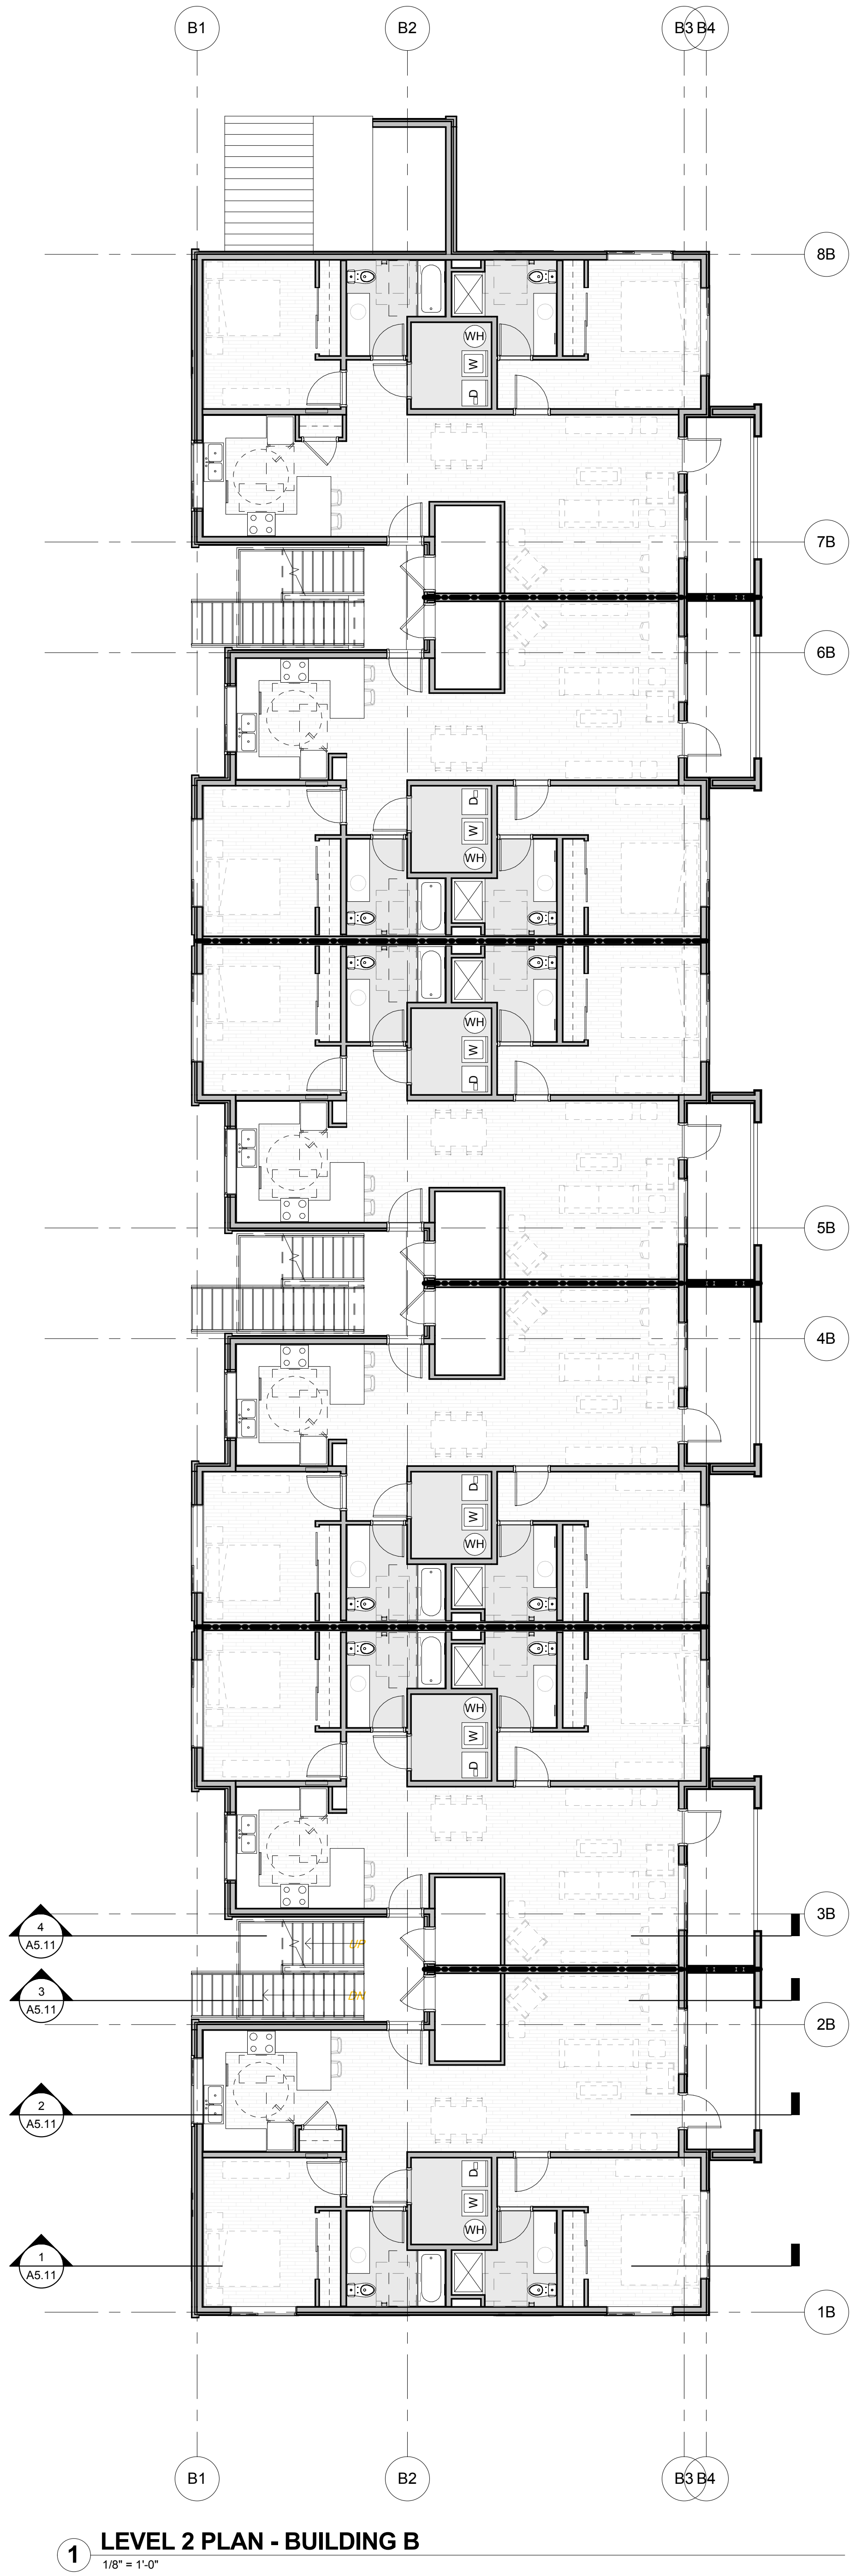 B1 B2 B3 B4
8B
WH
W
D
7B
6B
D
W
WH
WH
W
D
5B
4B
D
W
WH
WH
W
D
3B
4
A5.11
UP
3
A5.11
DN
2B
2
A5.11
D
W
WH
1
A5.11
1B
B1 B2 B3 B4
1 LEVEL 2 PLAN - BUILDING B
1/8" = 1'-0"